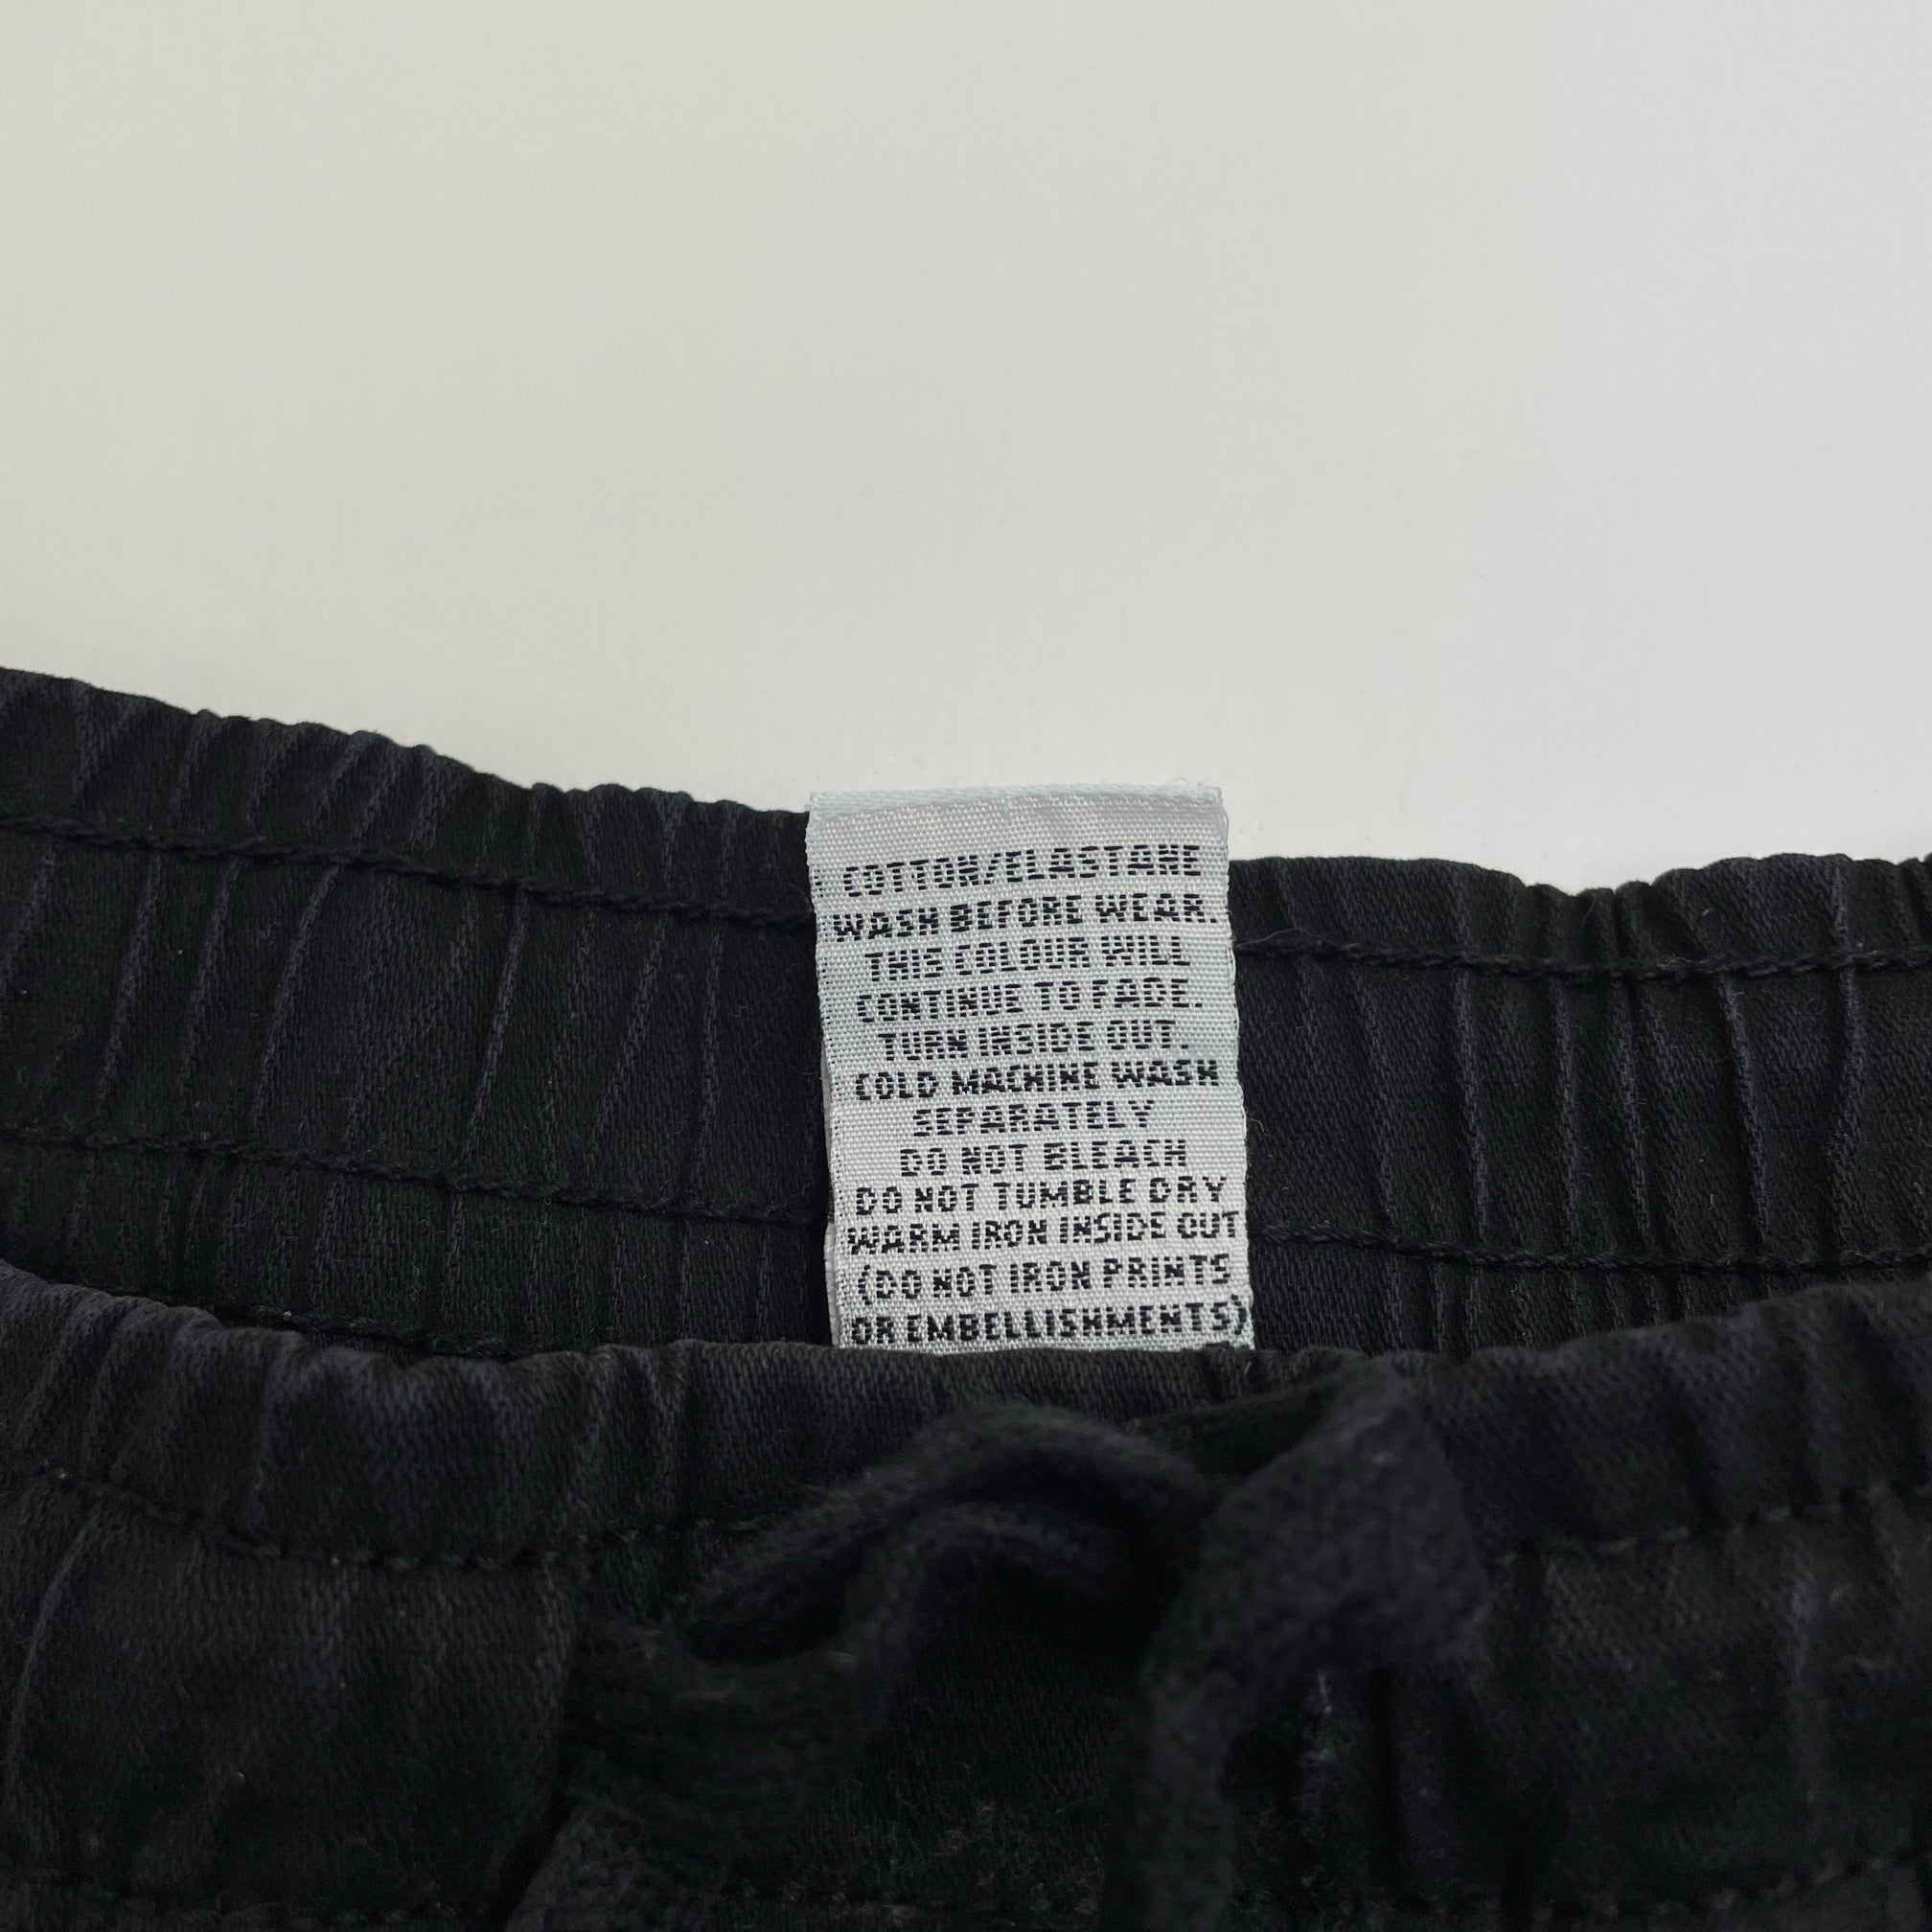 COTTON/ELASTANE
WASH BEFORE WEAR.
THIS COLOUR WILL
CONTINUE TO FADE.
TURN INSIDE OUT.
COLD MACHINE WASH
SEPARATELY
DO NOT BLEACH
DO NOT TUMBLE DRY
WARM IRON INSIDE OUT
(DO NOT IRON PRINTS
OR EMBELLISHMENTS)